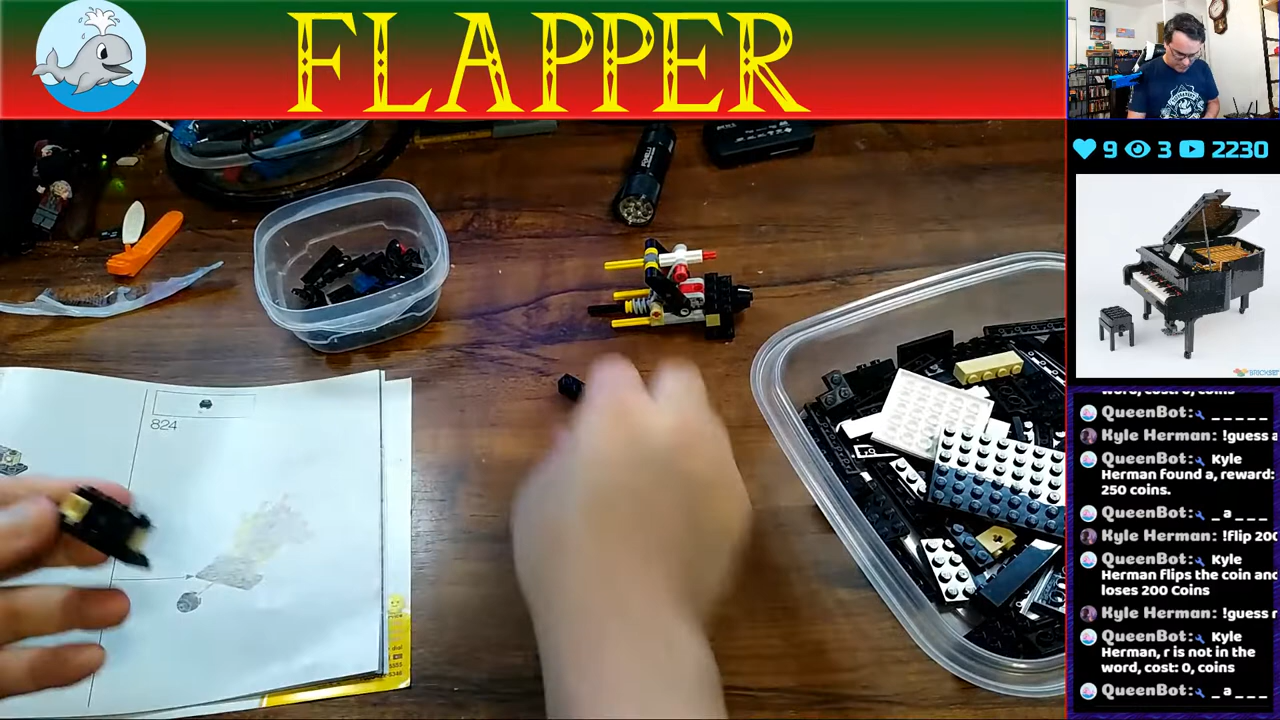 FLAPPER
9 3 2230
FORELLI
824
BRICKSET
QueenBot: _ _ _ _ _
Kyle Herman: !guess a
QueenBot: Kyle
Herman found a, reward:
250 coins.
QueenBot: _ a _ _ _
Kyle Herman: !flip 200
QueenBot: Kyle
Herman flips the coin and
loses 200 Coins
Kyle Herman: !guess r
QueenBot: Kyle
Herman, r is not in the
word, cost: 0, coins
QueenBot: _ a _ _ _